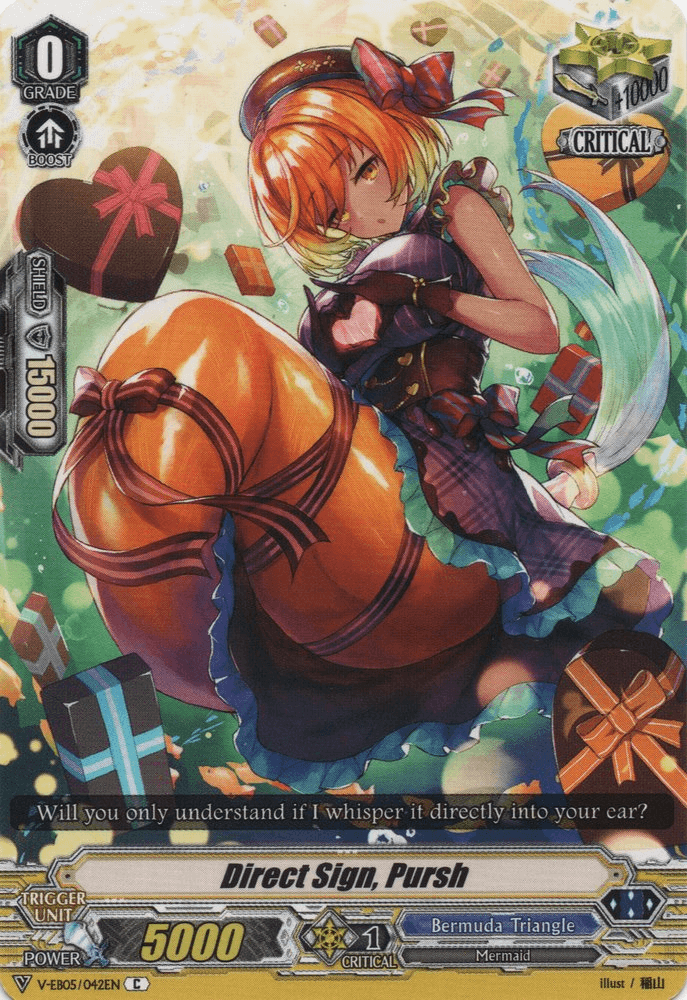 0
GRADE
BOOST
+10000
CRITICAL
SHIELD
15000
Will you only understand if I whisper it directly into your ear?
Direct Sign, Pursh
TRIGGER
UNIT
POWER
5000
1
CRITICAL
Bermuda Triangle
Mermaid
V-EB05/042EN C
illust / 稲山